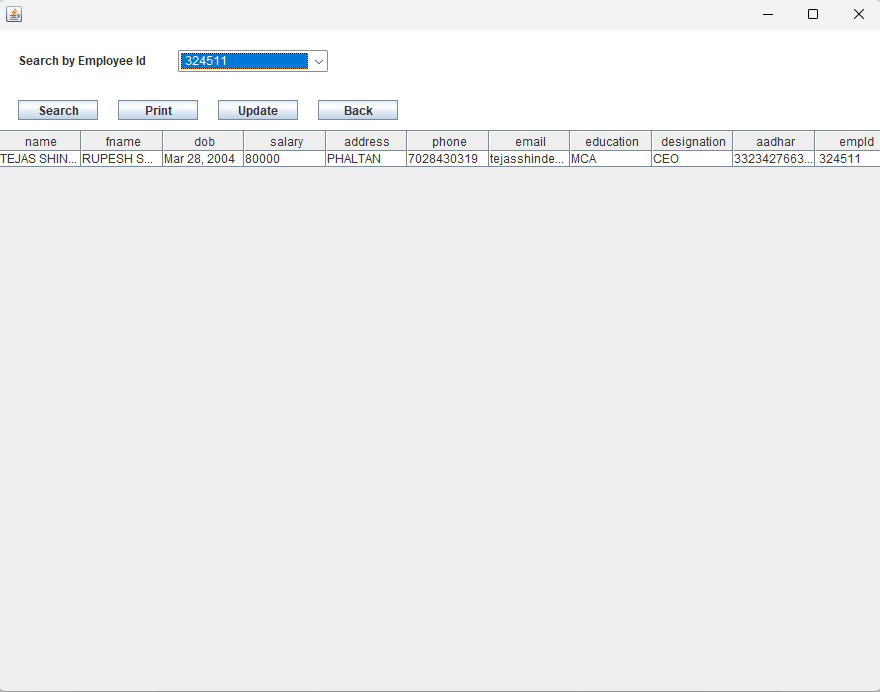 Search by Employee Id 324511
Search Print Update Back
name fname dob salary address phone email education designation aadhar empId
TEJAS SHIN... RUPESH S... Mar 28, 2004 80000 PHALTAN 7028430319 tejasshinde... MCA CEO 3323427663... 324511